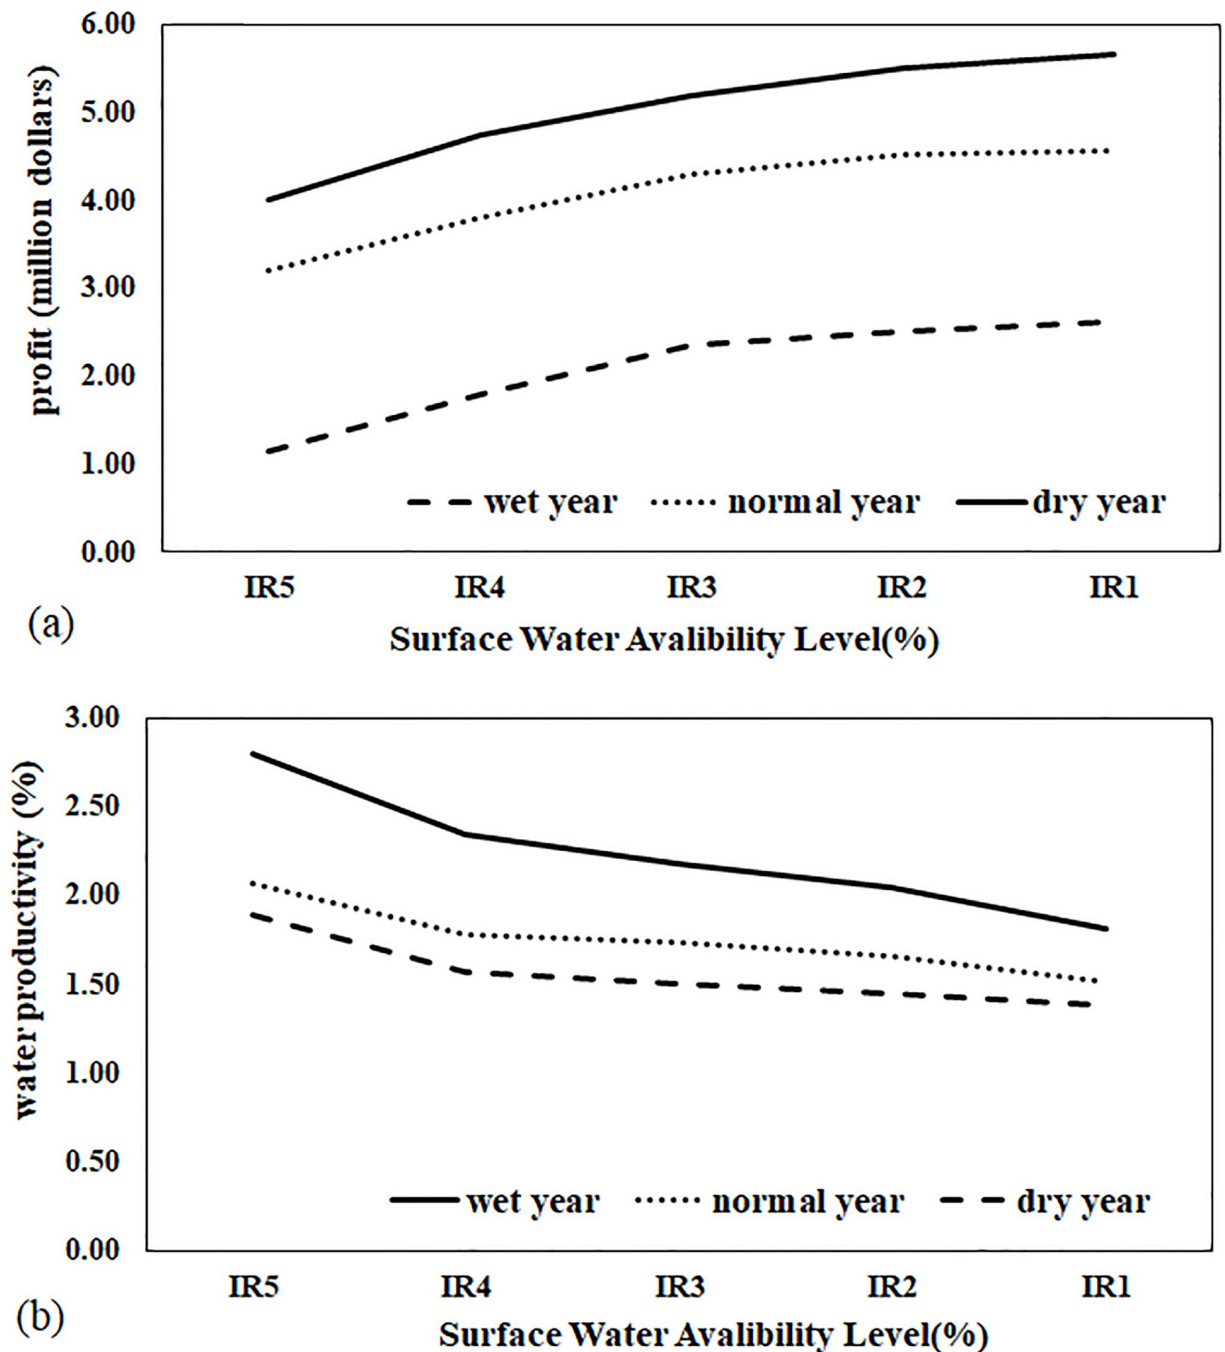 6.00
5.00
4.00
3.00
2.00
1.00
0.00
profit (million dollars)
wet year normal year dry year
IR5 IR4 IR3 IR2 IR1
(a)
Surface Water Avalibility Level(%)
3.00
2.50
2.00
1.50
1.00
0.50
0.00
water productivity (%)
wet year normal year dry year
IR5 IR4 IR3 IR2 IR1
(b)
Surface Water Avalibility Level(%)